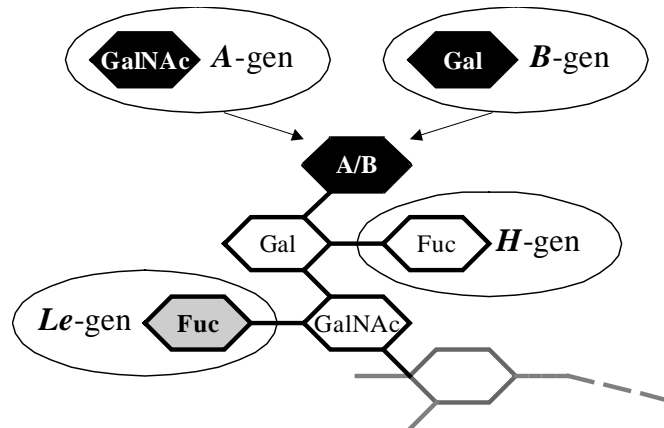 GalNAc A-gen Gal B-gen
A/B
Gal Fuc H-gen
Le-gen Fuc GalNAc